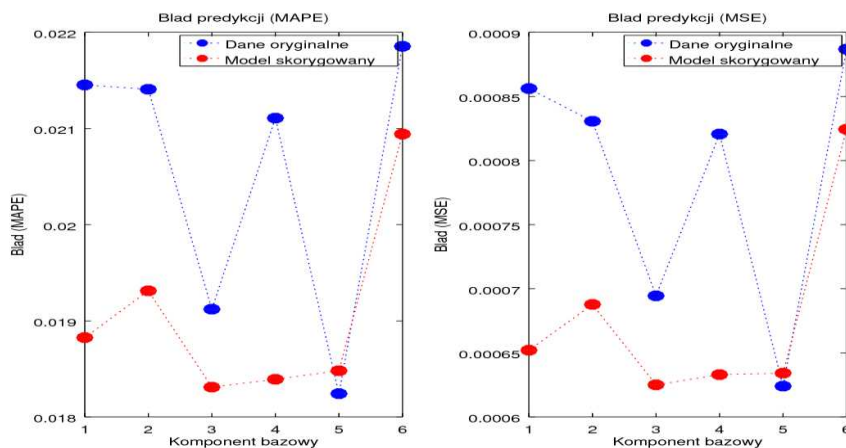 Blad predykcji (MAPE)
0.022
0.021
0.02
0.019
0.018
Blad (MAPE)
Dane oryginalne
Model skorygowany
1 2 3 4 5 6
Komponent bazowy
Blad predykcji (MSE)
0.0009
0.00085
0.0008
0.00075
0.0007
0.00065
0.0006
Blad (MSE)
Dane oryginalne
Model skorygowany
1 2 3 4 5 6
Komponent bazowy